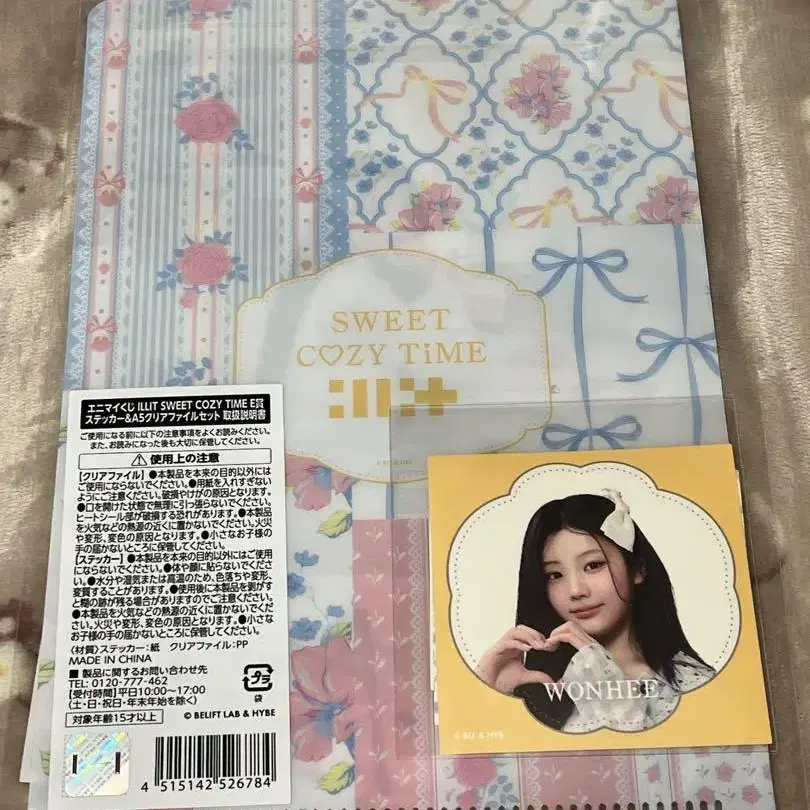 SWEET
C♡ZY TiME
エニマイくじ ILLIT SWEET COZY TIME E賞
ステッカー&A5クリアファイルセット 取扱説明書
ご使用になる前に以下の注意事項をよくお読みください。
また、お読みになった後も大切に保管してください。
⚠使用上の注意
【クリアファイル】●本製品を本来の目的以外には
ご使用にならないでください。●用紙を入れすぎない
ようにご注意ください。破損やけがの原因となります。
●口を開けた状態で無理に引っ張らないでください。
ヒートシール部が破損する恐れがあります。●本製品
を火気などの熱源の近くに置かないでください。火災
や変形、変色の原因となります。●小さなお子様の手
の届かないところに保管してください。
【ステッカー】●本製品を本来の目的以外にはご使用
にならないでください。●体や顔に貼らないでください。
●水分や湿気または高温のため、色落ちや変形、
変質することがあります。●使用後に本製品を剥がす
と糊の跡が残る場合がありますのでご注意ください。
●本製品を火気などの熱源の近くに置かないでくださ
い。火災や変形、変色の原因となります。●小さな
お子様の手の届かないところに保管してください。
〈材質〉ステッカー:紙 クリアファイル:PP
MADE IN CHINA
■ 製品に関するお問い合わせ先
TEL: 0120-777-462
【受付時間】平日10:00～17:00
(土・日・祝日・年末年始を除く)
対象年齢15才以上
プラ
袋
© BELIFT LAB & HYBE
4 515142 526784
WONHEE